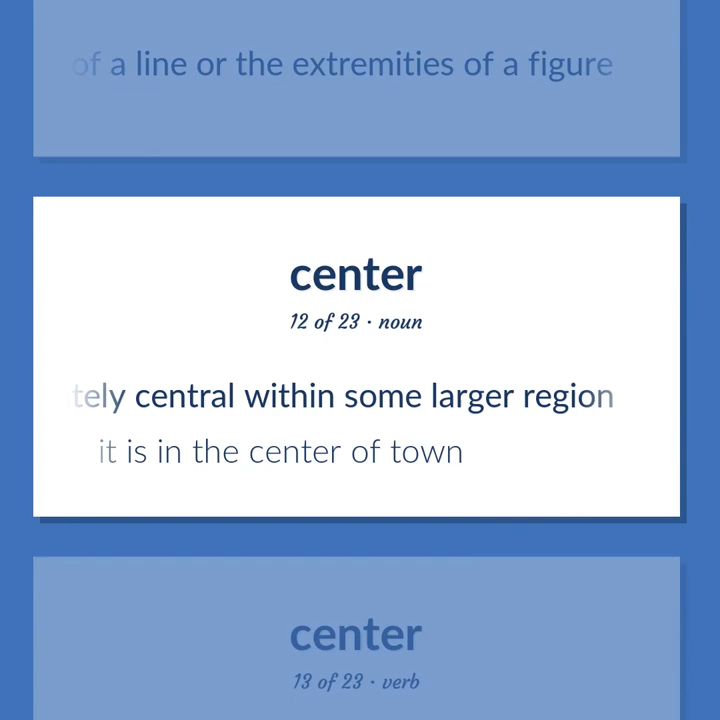 of a line or the extremities of a figure
center
12 of 23 · noun
tely central within some larger region
it is in the center of town
center
13 of 23 · verb